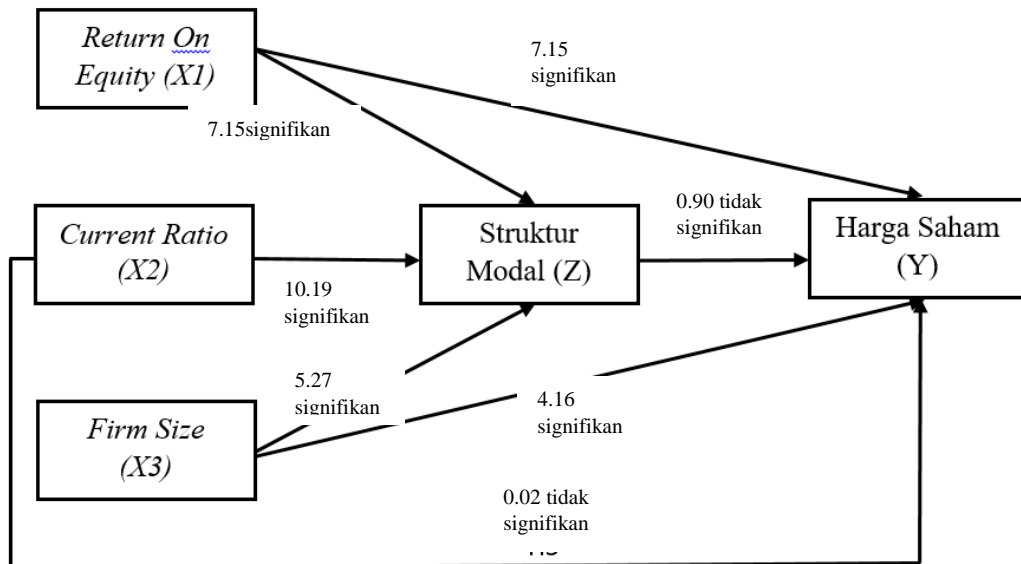 Return On
Equity (X1)
7.15
signifikan
7.15signifikan
0.90 tidak
signifikan
Current Ratio
(X2)
Struktur
Modal (Z)
Harga Saham
(Y)
10.19
signifikan
5.27
signifikan
4.16
signifikan
Firm Size
(X3)
0.02 tidak
signifikan